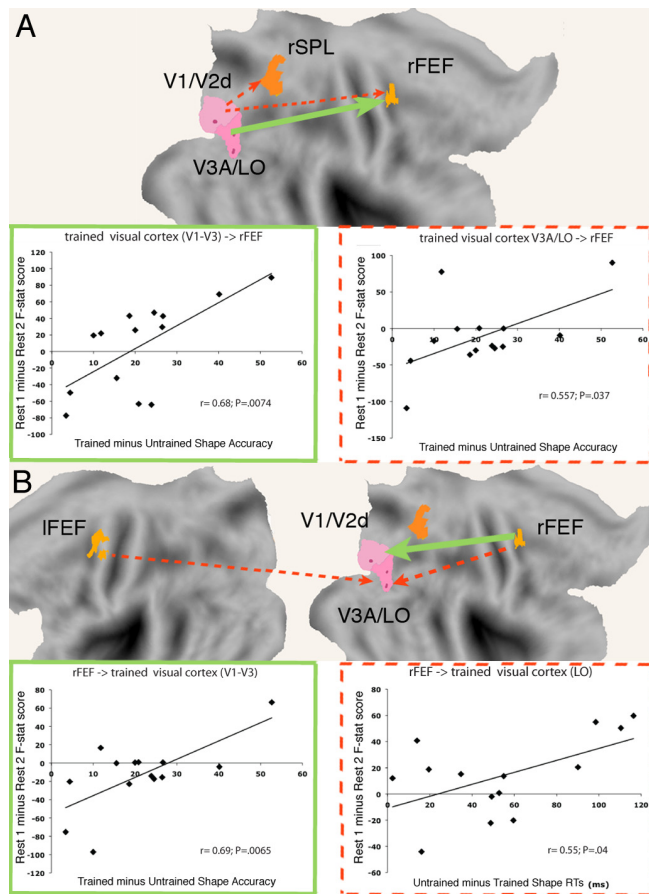 A
rSPL
rFEF
V1/V2d
V3A/LO
trained visual cortex (V1-V3) -> rFEF
Rest 1 minus Rest 2 F-stat score
120
100
80
60
40
20
0
-20
-40
-60
-80
-100
0
10
20
30
40
50
60
r= 0.68; P=.0074
Trained minus Untrained Shape Accuracy
trained visual cortex V3A/LO -> rFEF
Rest 1 minus Rest 2 F-stat score
100
50
0
-50
-100
-150
0
10
20
30
40
50
60
r= 0.557; P=.037
Trained minus Untrained Shape Accuracy
B
lFEF
V1/V2d
rFEF
V3A/LO
rFEF -> trained visual cortex (V1-V3)
Rest 1 minus Rest 2 F-stat score
80
60
40
20
0
-20
-40
-60
-80
-100
-120
0
10
20
30
40
50
60
r= 0.69; P=.0065
Trained minus Untrained Shape Accuracy
rFEF -> trained visual cortex (LO)
Rest 1 minus Rest 2 F-stat score
80
60
40
20
0
-20
-40
-60
0
20
40
60
80
100
120
r= 0.55; P=.04
Untrained minus Trained Shape RTs (ms)